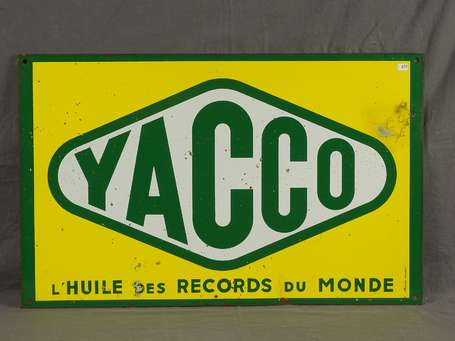 YACCO
L'HUILE DES RECORDS DU MONDE